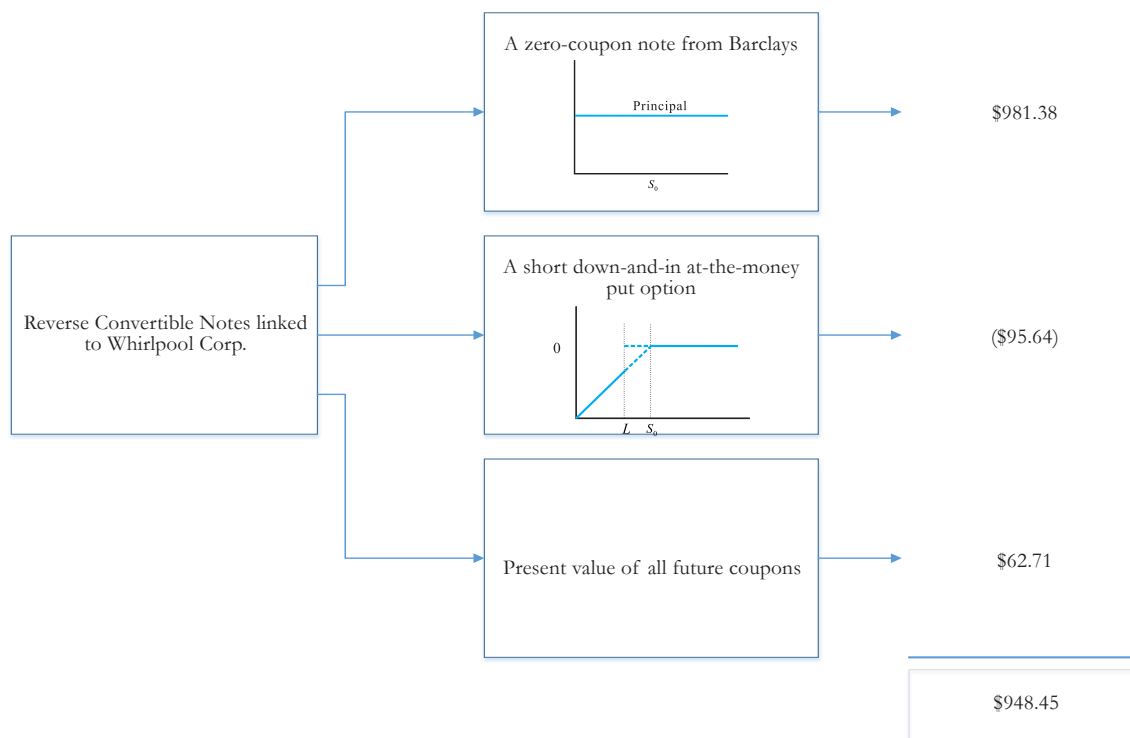 A zero-coupon note from Barclays
Principal
S₀
$981.38
Reverse Convertible Notes linked
to Whirlpool Corp.
A short down-and-in at-the-money
put option
0
L S₀
($95.64)
Present value of all future coupons
$62.71
$948.45